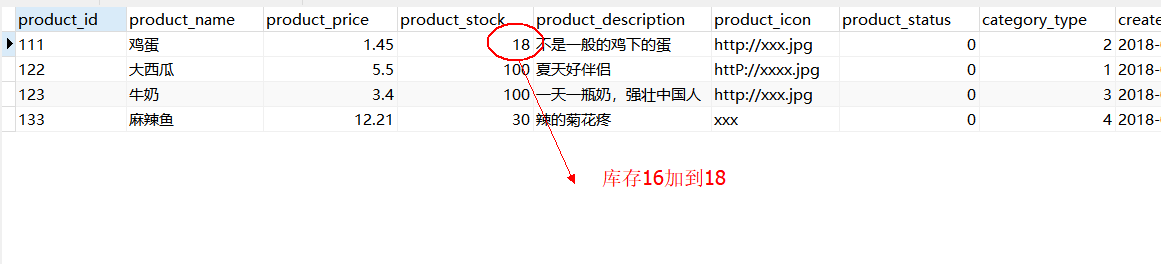 product_id product_name product_price product_stock product_description product_icon product_status category_type create
111 鸡蛋 1.45 18 不是一般的鸡下的蛋 http://xxx.jpg 0 2 2018-
122 大西瓜 5.5 100 夏天好伴侣 httP://xxxx.jpg 0 1 2018-
123 牛奶 3.4 100 一天一瓶奶，强壮中国人 http://xxx.jpg 0 3 2018-
133 麻辣鱼 12.21 30 辣的菊花疼 xxx 0 4 2018-
库存16加到18